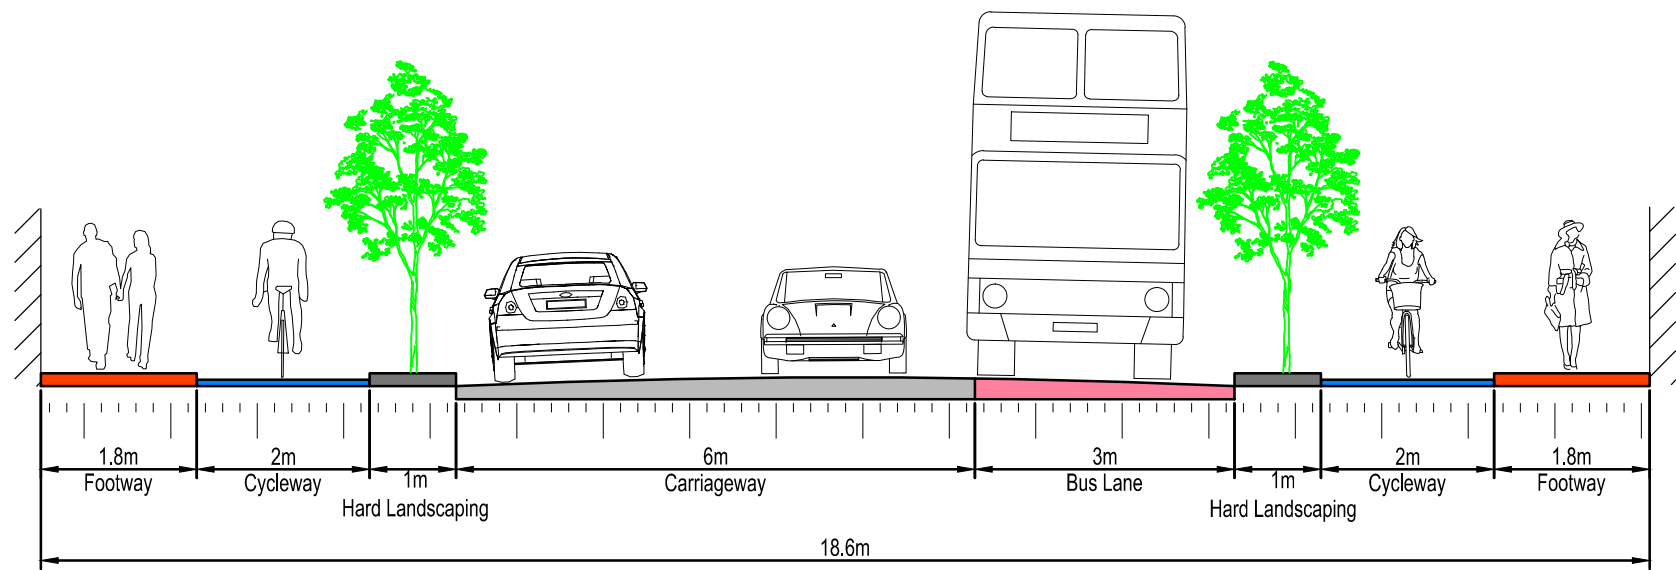 1.8m
Footway
2m
Cycleway
1m
Hard Landscaping
6m
Carriageway
3m
Bus Lane
1m
Hard Landscaping
2m
Cycleway
1.8m
Footway
18.6m